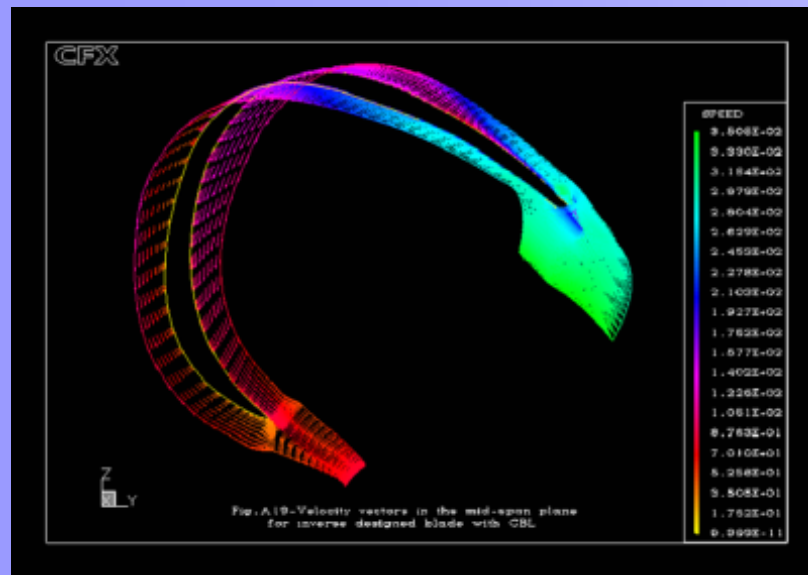 CFX
SPEED
3.505E+02
3.330E+02
3.154E+02
2.979E+02
2.804E+02
2.629E+02
2.453E+02
2.278E+02
2.103E+02
1.927E+02
1.752E+02
1.577E+02
1.402E+02
1.226E+02
1.051E+02
8.763E+01
7.010E+01
5.258E+01
3.505E+01
1.752E+01
Z
X Y
Fig.A19-Velocity vectors in the mid-span plane
for inverse designed blade with CBL